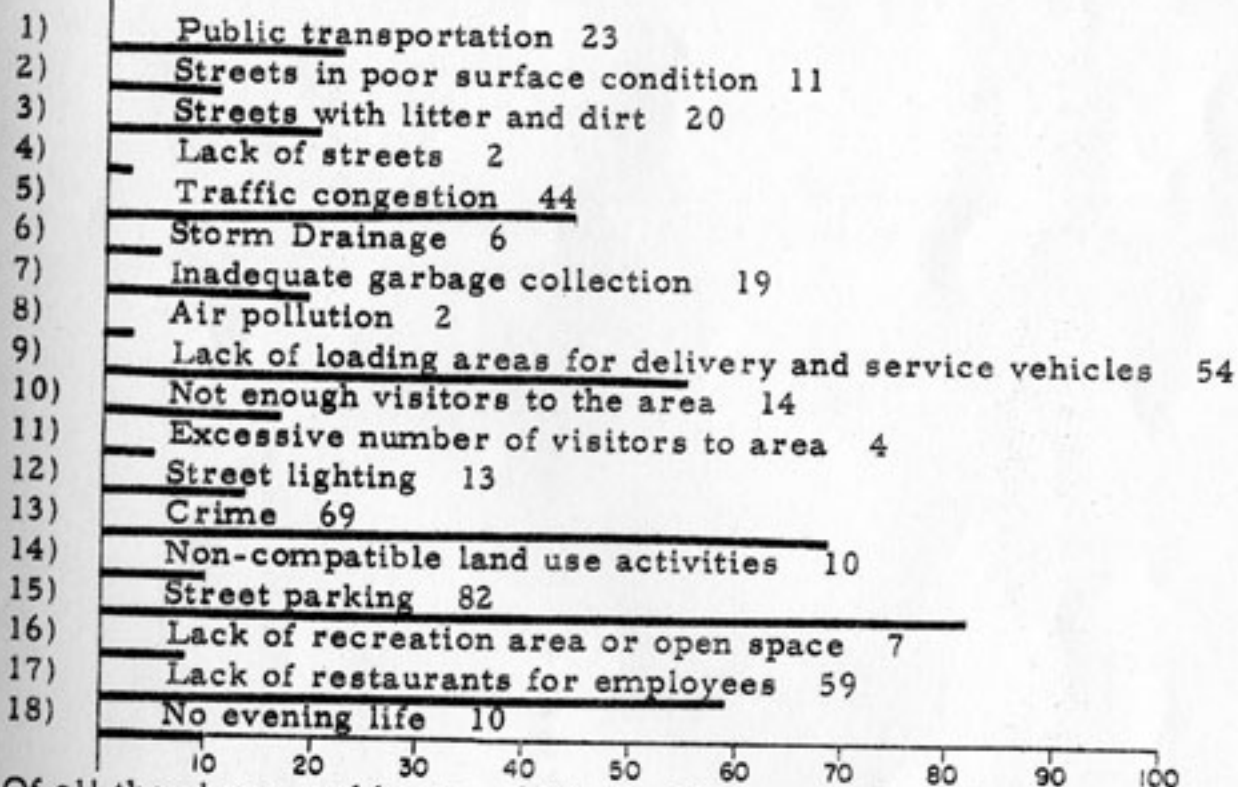 1) Public transportation 23
2) Streets in poor surface condition 11
3) Streets with litter and dirt 20
4) Lack of streets 2
5) Traffic congestion 44
6) Storm Drainage 6
7) Inadequate garbage collection 19
8) Air pollution 2
9) Lack of loading areas for delivery and service vehicles 54
10) Not enough visitors to the area 14
11) Excessive number of visitors to area 4
12) Street lighting 13
13) Crime 69
14) Non-compatible land use activities 10
15) Street parking 82
16) Lack of recreation area or open space 7
17) Lack of restaurants for employees 59
18) No evening life 10
10 20 30 40 50 60 70 80 90 100
Of all the